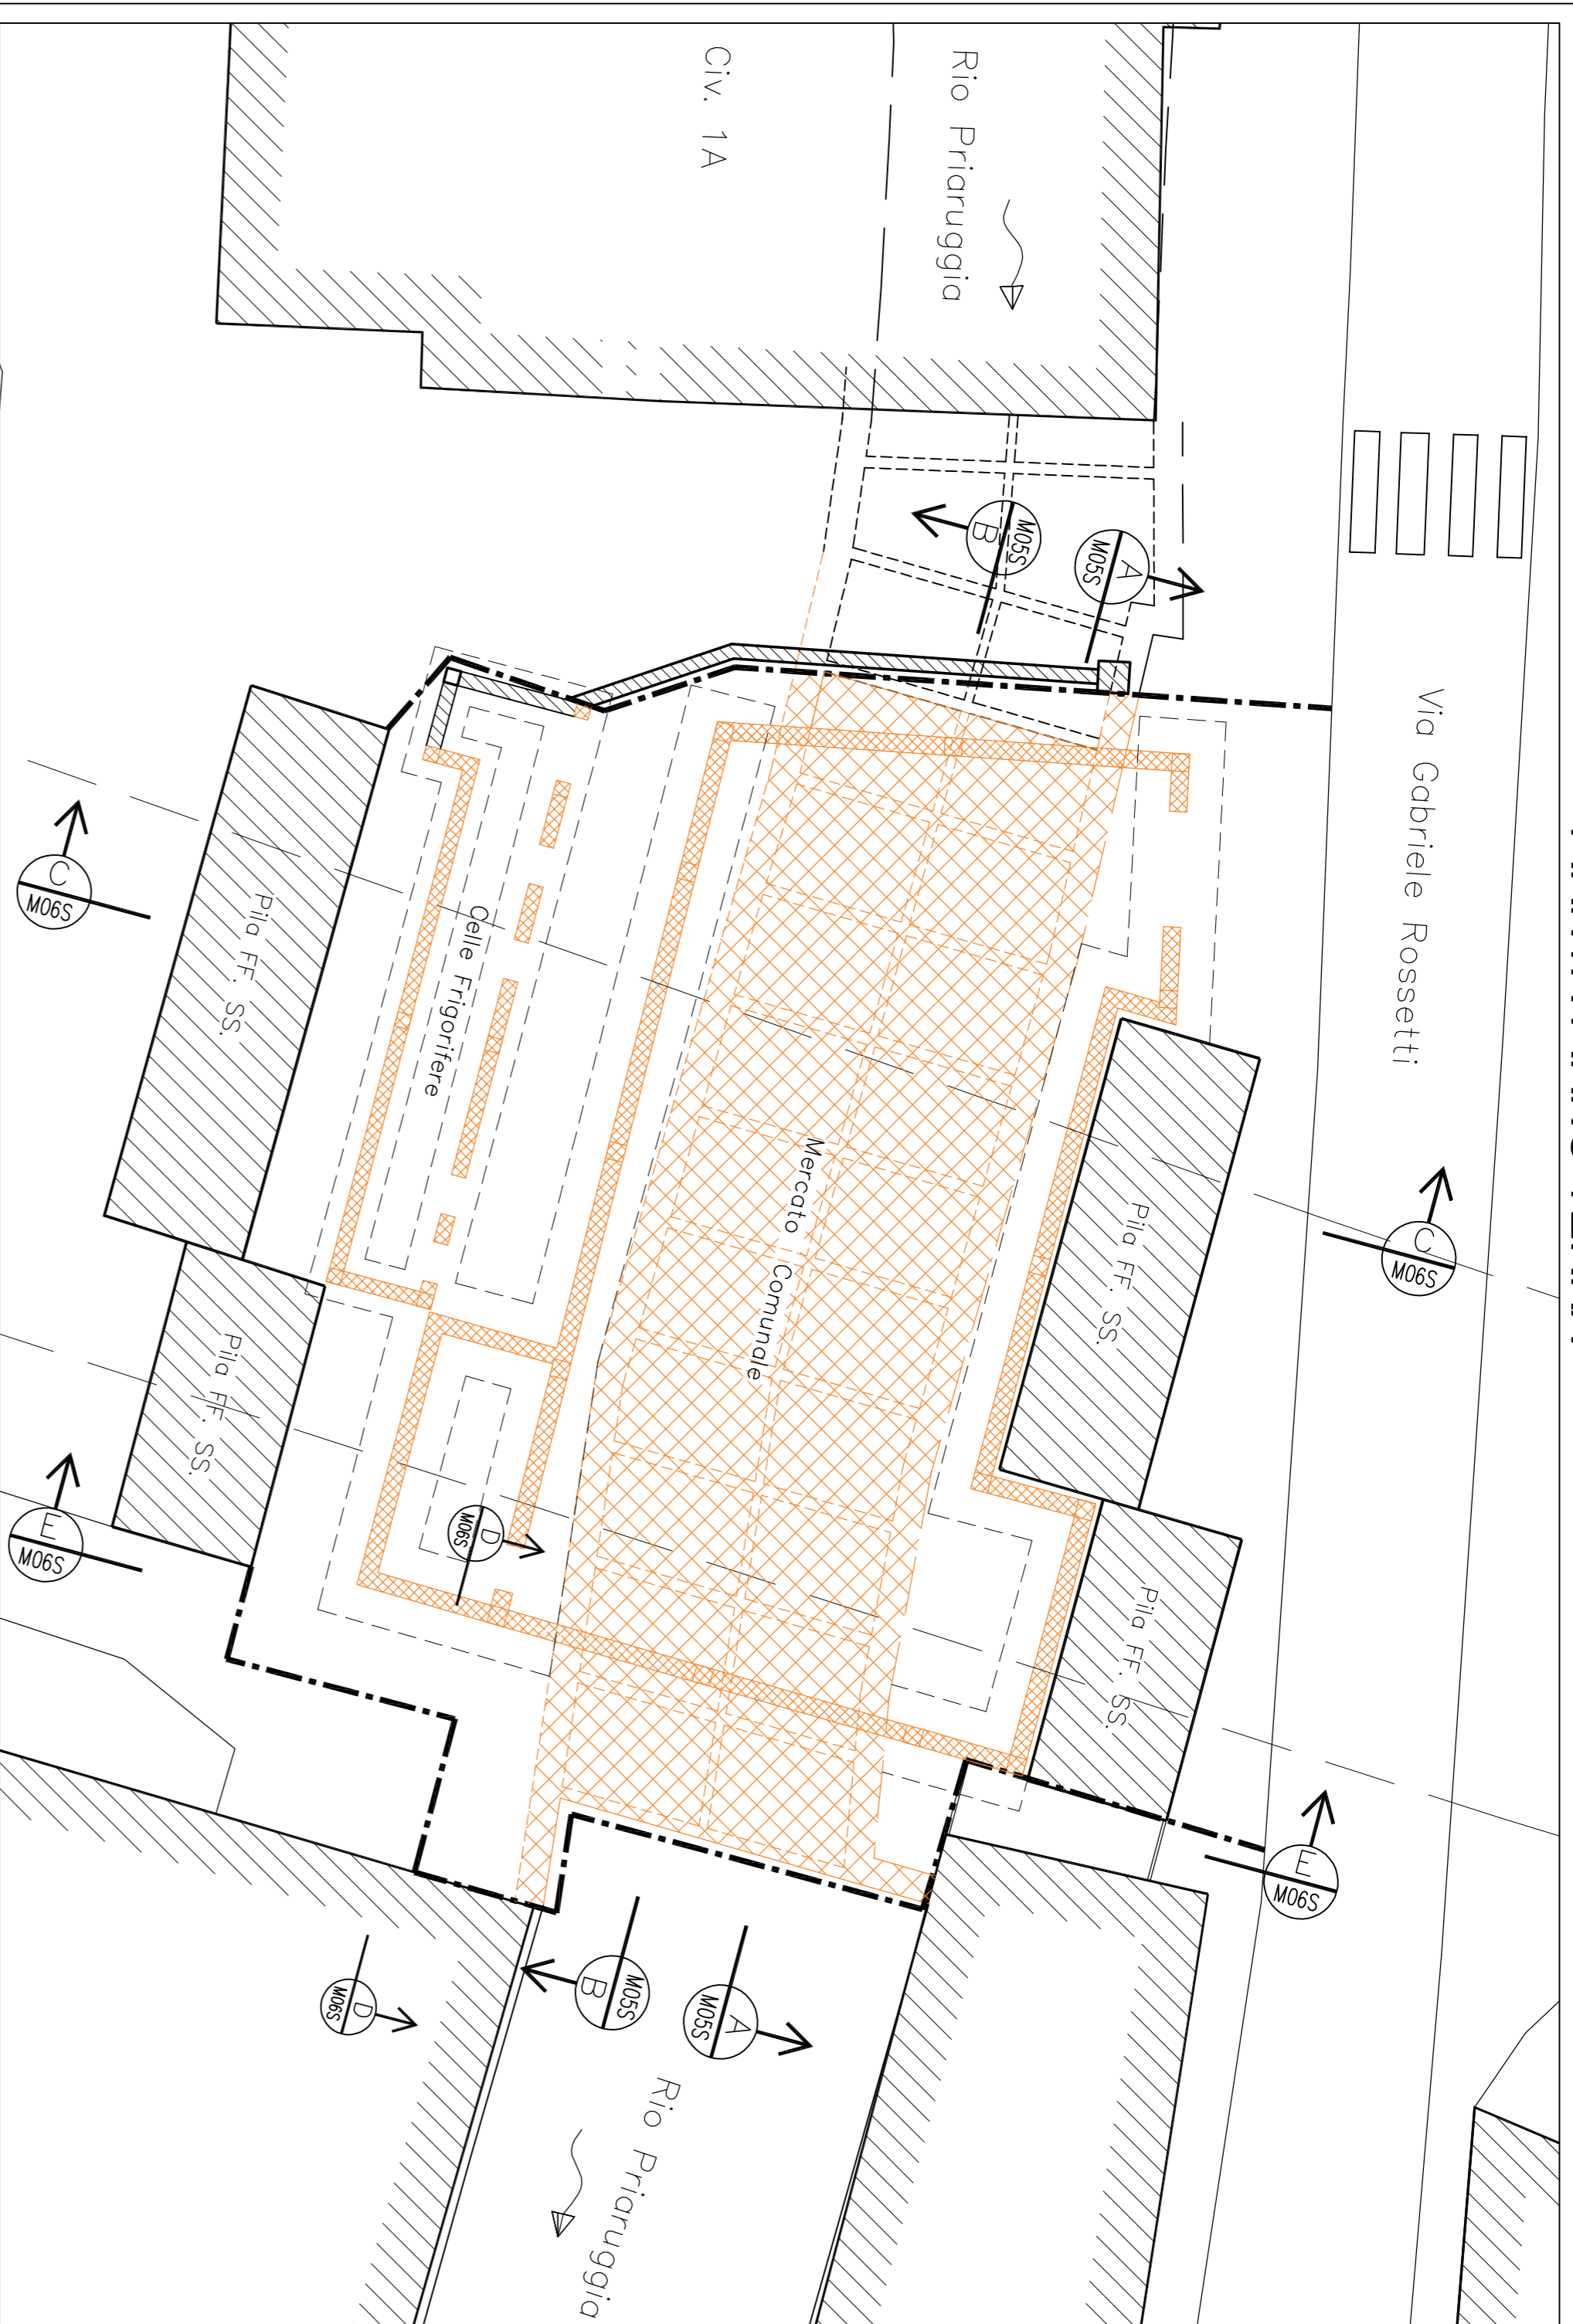 Via Gabriele Rossetti
Rio Priaruggia
Civ. 1A
A
M05S
B
M05S
C
M06S
C
M06S
Pila FF. SS.
Pila FF. SS.
Pila FF. SS.
Pila FF. SS.
Mercato Comunale
Celle Frigorifere
D
M06S
E
M06S
E
M06S
A
M05S
B
M05S
D
M06S
Rio Priaruggia